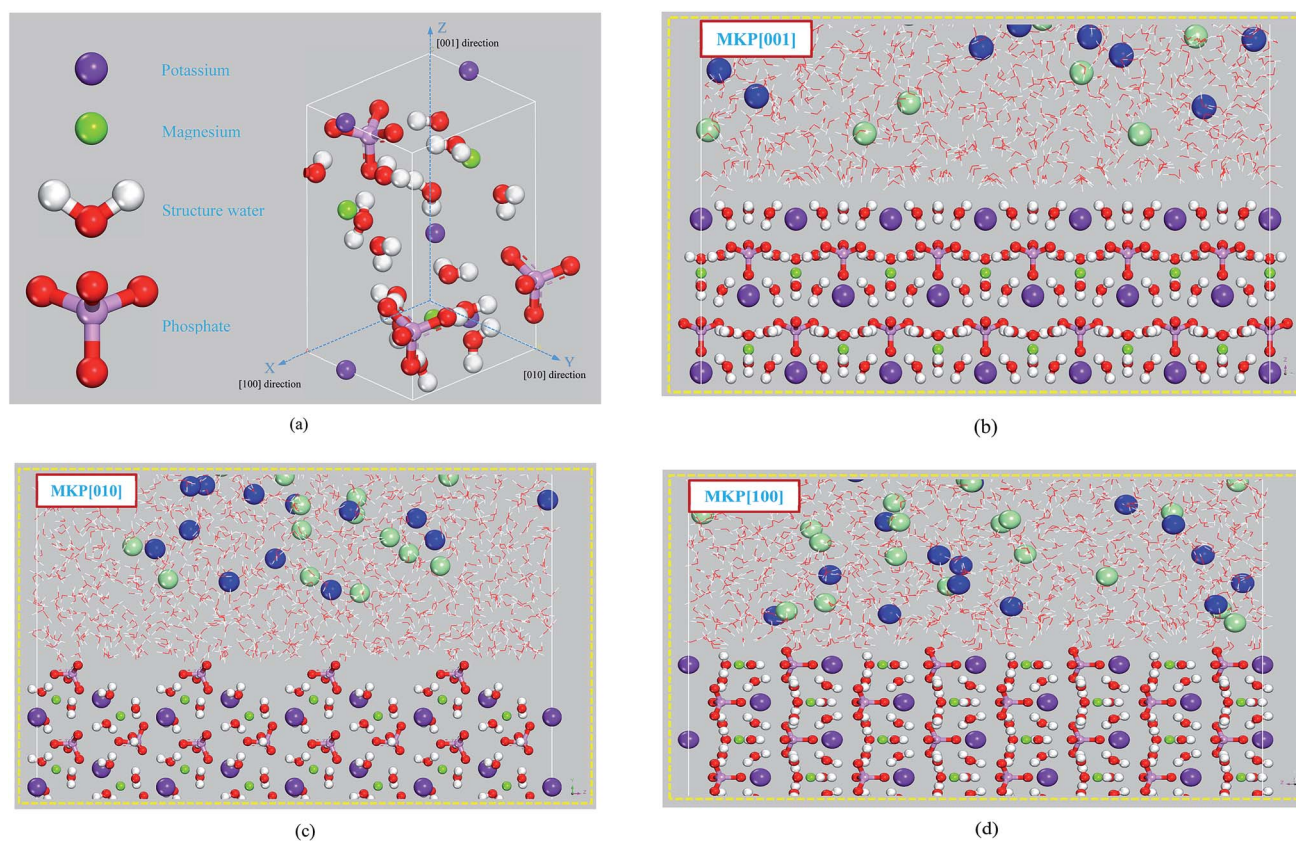 Potassium
Magnesium
Structure water
Phosphate
Z
[001] direction
X
[100] direction
Y
[010] direction
(a)
MKP[001]
(b)
MKP[010]
(c)
MKP[100]
(d)